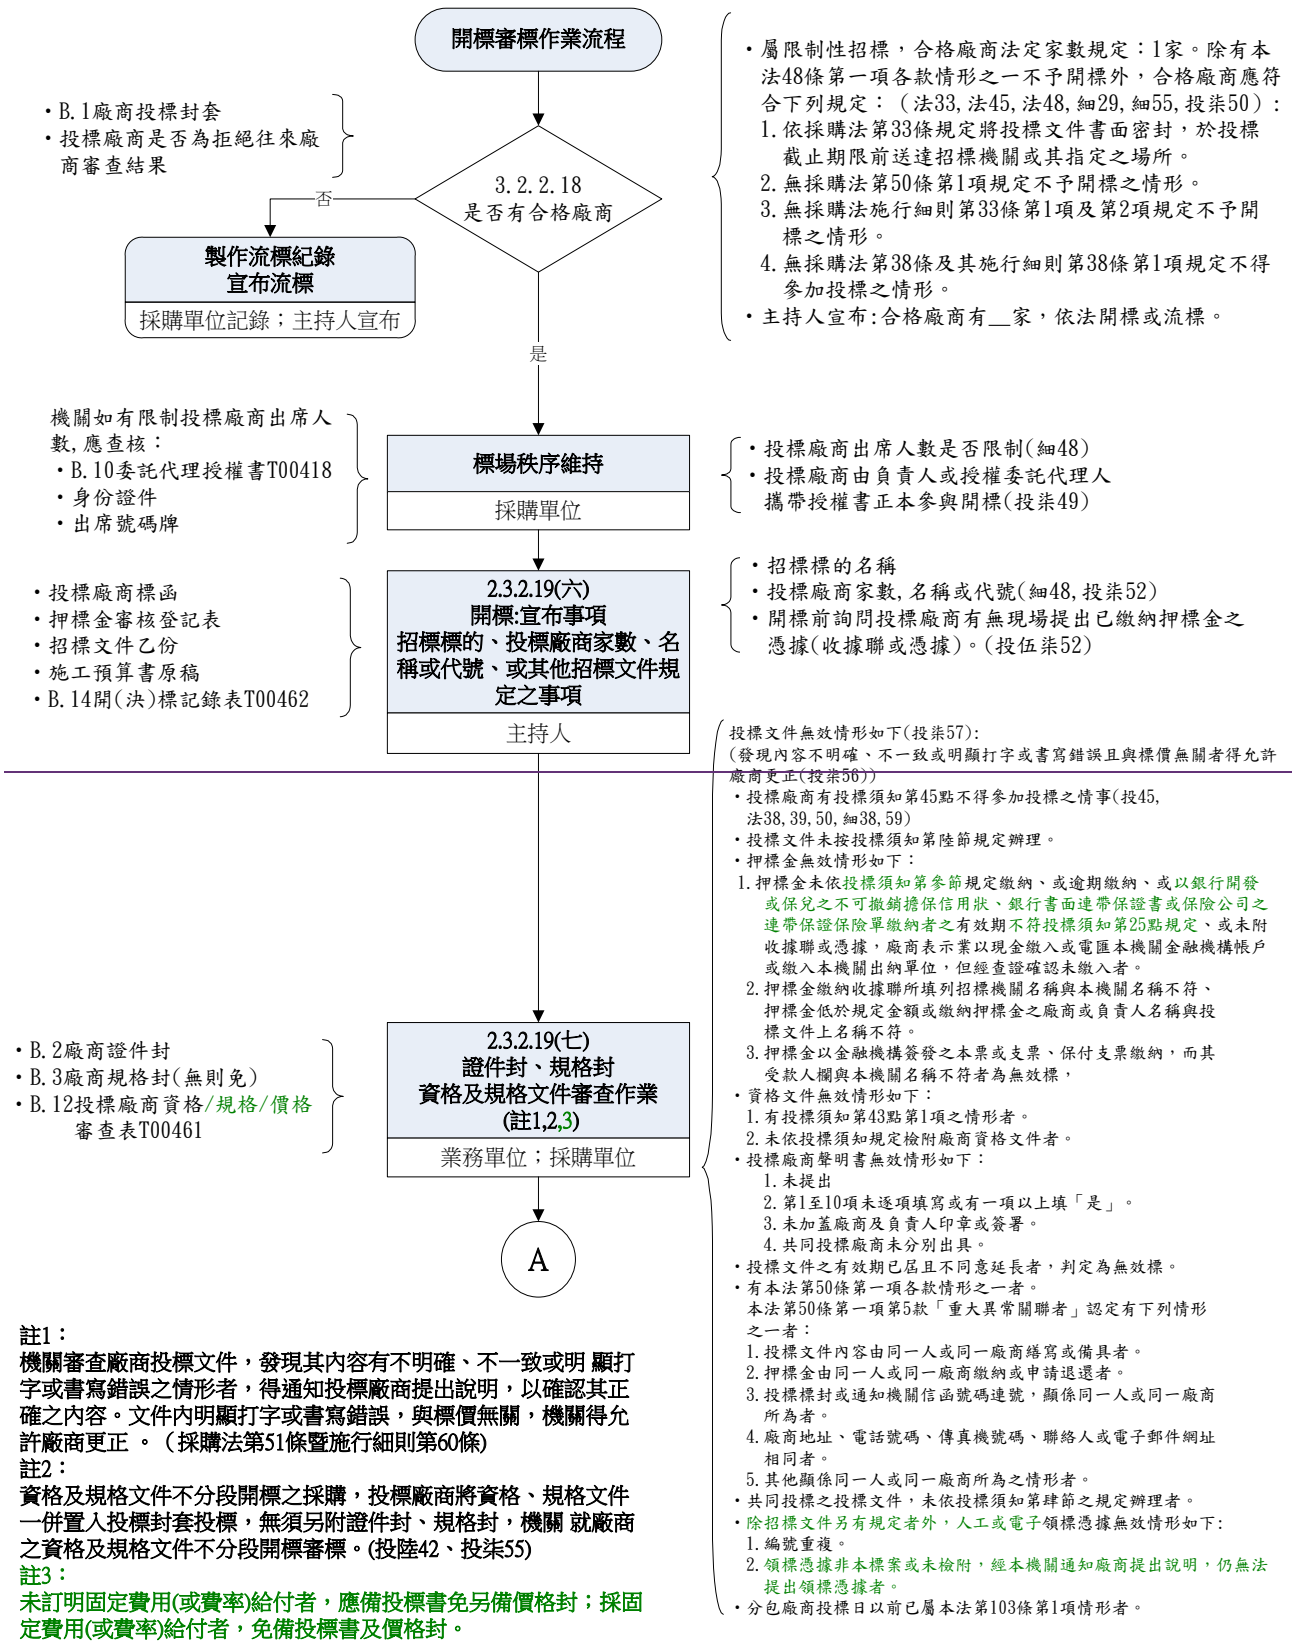 開標審標作業流程
・屬限制性招標，合格廠商法定家數規定：1家。除有本
法48條第一項各款情形之一不予開標外，合格廠商應符
合下列規定：（法33,法45,法48,細29,細55,投柒50）:
1.依採購法第33條規定將投標文件書面密封，於投標
截止期限前送達招標機關或其指定之場所。
2.無採購法第50條第1項規定不予開標之情形。
3.無採購法施行細則第33條第1項及第2項規定不予開
標之情形。
4.無採購法第38條及其施行細則第38條第1項規定不得
參加投標之情形。
・主持人宣布:合格廠商有__家，依法開標或流標。
・B.1廠商投標封套
・投標廠商是否為拒絕往來廠
商審查結果
3.2.2.18
是否有合格廠商
否
製作流標紀錄
宣布流標
採購單位記錄；主持人宣布
是
機關如有限制投標廠商出席人
數,應查核：
・B.10委託代理授權書T00418
・身份證件
・出席號碼牌
標場秩序維持
採購單位
・投標廠商出席人數是否限制(細48)
・投標廠商由負責人或授權委託代理人
攜帶授權書正本參與開標(投柒49)
・投標廠商標函
・押標金審核登記表
・招標文件乙份
・施工預算書原稿
・B.14開(決)標記錄表T00462
2.3.2.19(六)
開標:宣布事項
招標標的、投標廠商家數、名
稱或代號、或其他招標文件規
定之事項
主持人
・招標標的名稱
・投標廠商家數,名稱或代號(細48,投柒52)
・開標前詢問投標廠商有無現場提出已繳納押標金之
憑據(收據聯或憑據)。(投伍柒52)
投標文件無效情形如下(投柒57):
(發現內容不明確、不一致或明顯打字或書寫錯誤且與標價無關者得允許
廠商更正(投柒56))
・投標廠商有投標須知第45點不得參加投標之情事(投45,
法38,39,50,細38,59)
・投標文件未按投標須知第陸節規定辦理。
・押標金無效情形如下：
1.押標金未依投標須知第參節規定繳納、或逾期繳納、或以銀行開發
或保兌之不可撤銷擔保信用狀、銀行書面連帶保證書或保險公司之
連帶保證保險單繳納者之有效期不符投標須知第25點規定、或未附
收據聯或憑據，廠商表示業以現金繳入或電匯本機關金融機構帳戶
或繳入本機關出納單位，但經查證確認未繳入者。
2.押標金繳納收據聯所填列招標機關名稱與本機關名稱不符、
押標金低於規定金額或繳納押標金之廠商或負責人名稱與投
標文件上名稱不符。
3.押標金以金融機構簽發之本票或支票、保付支票繳納，而其
受款人欄與本機關名稱不符者為無效標，
・資格文件無效情形如下：
1.有投標須知第43點第1項之情形者。
2.未依投標須知規定檢附廠商資格文件者。
・投標廠商聲明書無效情形如下：
1.未提出
2.第1至10項未逐項填寫或有一項以上填「是」。
3.未加蓋廠商及負責人印章或簽署。
4.共同投標廠商未分別出具。
・投標文件之有效期已屆且不同意延長者，判定為無效標。
・有本法第50條第一項各款情形之一者。
本法第50條第一項第5款「重大異常關聯者」認定有下列情形
之一者：
1.投標文件內容由同一人或同一廠商繕寫或備具者。
2.押標金由同一人或同一廠商繳納或申請退還者。
3.投標標封或通知機關信函號碼連號，顯係同一人或同一廠商
所為者。
4.廠商地址、電話號碼、傳真機號碼、聯絡人或電子郵件網址
相同者。
5.其他顯係同一人或同一廠商所為之情形者。
・共同投標之投標文件，未依投標須知第肆節之規定辦理者。
・除招標文件另有規定者外，人工或電子領標憑據無效情形如下:
1.編號重複。
2.領標憑據非本標案或未檢附，經本機關通知廠商提出說明，仍無法
提出領標憑據者。
・分包廠商投標日以前已屬本法第103條第1項情形者。
・B.2廠商證件封
・B.3廠商規格封(無則免)
・B.12投標廠商資格/規格/價格
審查表T00461
2.3.2.19(七)
證件封、規格封
資格及規格文件審查作業
(註1,2,3)
業務單位；採購單位
A
註1：
機關審查廠商投標文件，發現其內容有不明確、不一致或明 顯打
字或書寫錯誤之情形者，得通知投標廠商提出說明，以確認其正
確之內容。文件內明顯打字或書寫錯誤，與標價無關，機關得允
許廠商更正 。（採購法第51條暨施行細則第60條)
註2：
資格及規格文件不分段開標之採購，投標廠商將資格、規格文件
一併置入投標封套投標，無須另附證件封、規格封，機關 就廠商
之資格及規格文件不分段開標審標。(投陸42、投柒55)
註3：
未訂明固定費用(或費率)給付者，應備投標書免另備價格封；採固
定費用(或費率)給付者，免備投標書及價格封。